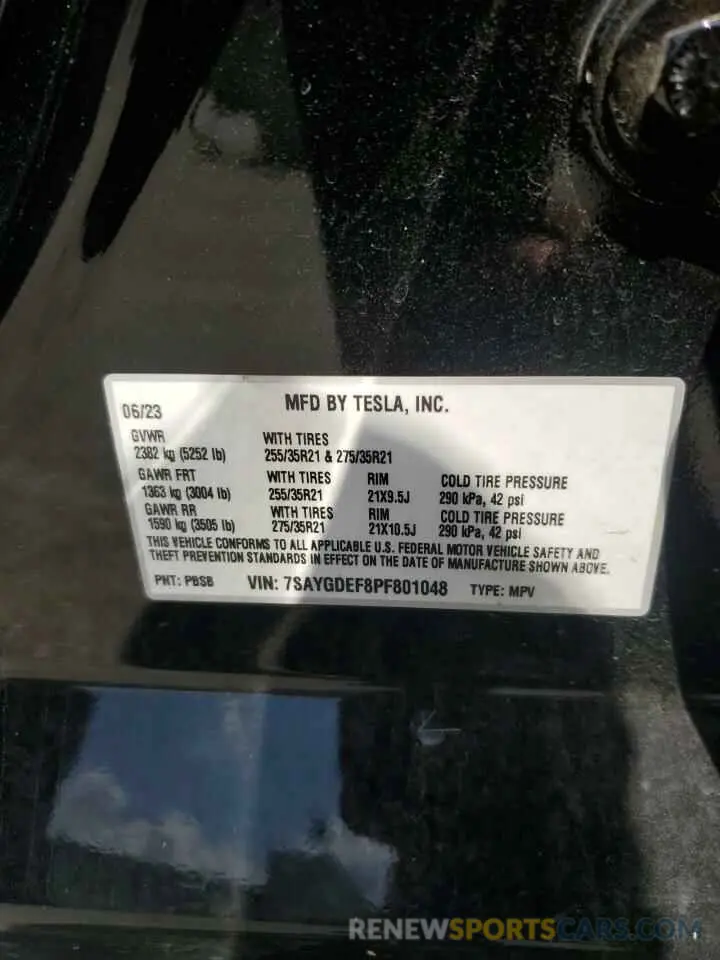 06/23 MFD BY TESLA, INC.
GVWR WITH TIRES
2382 kg (5252 lb) 255/35R21 & 275/35R21
GAWR FRT WITH TIRES RIM COLD TIRE PRESSURE
1363 kg (3004 lb) 255/35R21 21X9.5J 290 kPa, 42 psi
GAWR RR WITH TIRES RIM COLD TIRE PRESSURE
1590 kg (3505 lb) 275/35R21 21X10.5J 290 kPa, 42 psi
THIS VEHICLE CONFORMS TO ALL APPLICABLE U.S. FEDERAL MOTOR VEHICLE SAFETY AND
THEFT PREVENTION STANDARDS IN EFFECT ON THE DATE OF MANUFACTURE SHOWN ABOVE.
PNT: PBSB VIN: 7SAYGDEF8PF801048 TYPE: MPV
RENEWSPORTSCARS.COM